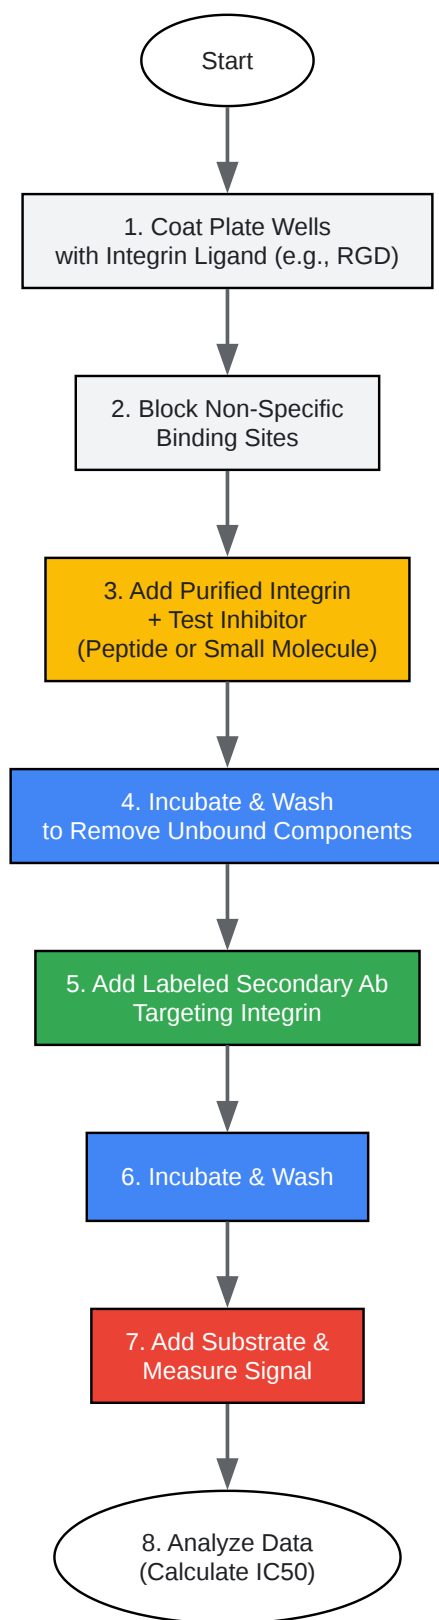 Start
1. Coat Plate Wells
with Integrin Ligand (e.g., RGD)
2. Block Non-Specific
Binding Sites
3. Add Purified Integrin
+ Test Inhibitor
(Peptide or Small Molecule)
4. Incubate & Wash
to Remove Unbound Components
5. Add Labeled Secondary Ab
Targeting Integrin
6. Incubate & Wash
7. Add Substrate &
Measure Signal
8. Analyze Data
(Calculate IC50)